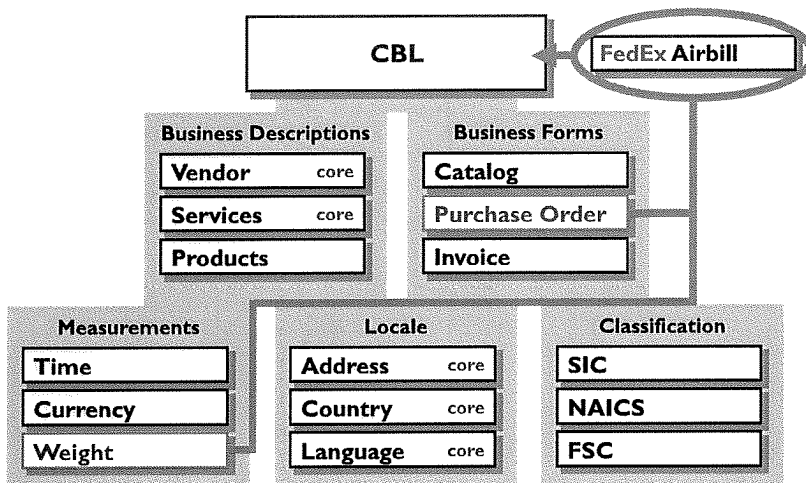 CBL
FedEx Airbill
Business Descriptions
Vendor core
Services core
Products
Business Forms
Catalog
Purchase Order
Invoice
Measurements
Time
Currency
Weight
Locale
Address core
Country core
Language core
Classification
SIC
NAICS
FSC